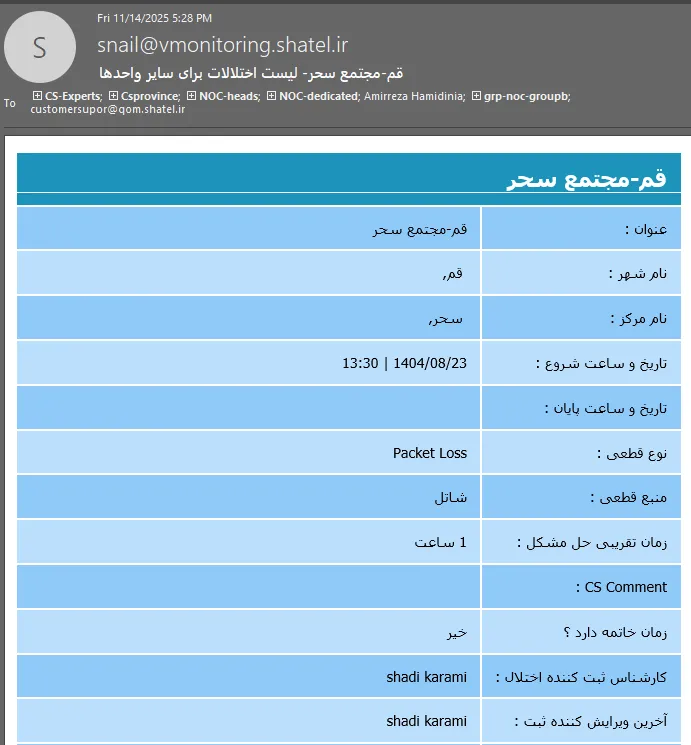 Fri 11/14/2025 5:28 PM
S
snail@vmonitoring.shatel.ir
قم-مجتمع سحر- لیست اختلالات برای سایر واحدها
To
CS-Experts; Csprovince; NOC-heads; NOC-dedicated; Amirreza Hamidinia; grp-noc-groupb;
customersupor@qom.shatel.ir
قم-مجتمع سحر
عنوان : قم-مجتمع سحر
نام شهر : قم,
نام مرکز : سحر,
تاریخ و ساعت شروع : 1404/08/23 | 13:30
تاریخ و ساعت پایان :
نوع قطعی : Packet Loss
منبع قطعی : شاتل
زمان تقریبی حل مشکل : 1 ساعت
CS Comment :
زمان خاتمه دارد ؟ خیر
کارشناس ثبت کننده اختلال : shadi karami
آخرین ویرایش کننده ثبت : shadi karami